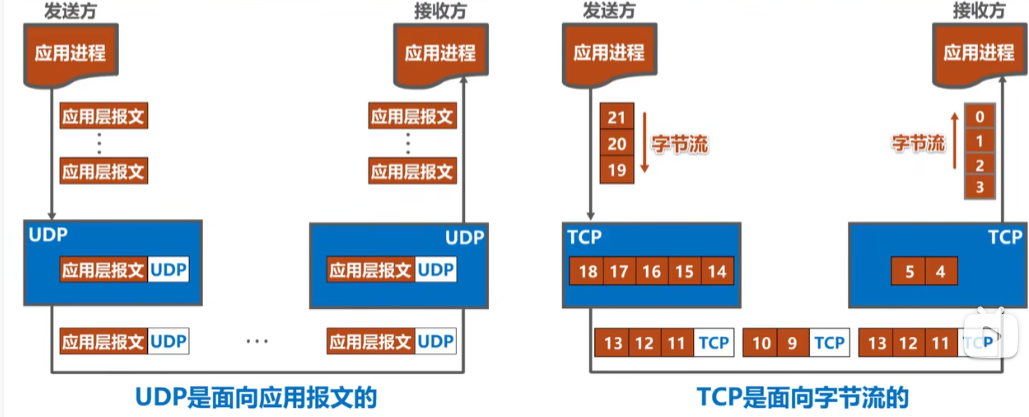 发送方
接收方
应用进程
应用进程
应用层报文
应用层报文
⋮
⋮
应用层报文
应用层报文
UDP
UDP
应用层报文 UDP
应用层报文 UDP
应用层报文 UDP
…
应用层报文 UDP
UDP是面向应用报文的
发送方
接收方
应用进程
应用进程
21
20
19
字节流
字节流
0
1
2
3
TCP
TCP
18 17 16 15 14
5 4
13 12 11 TCP
10 9 TCP
13 12 11 TCP
TCP是面向字节流的